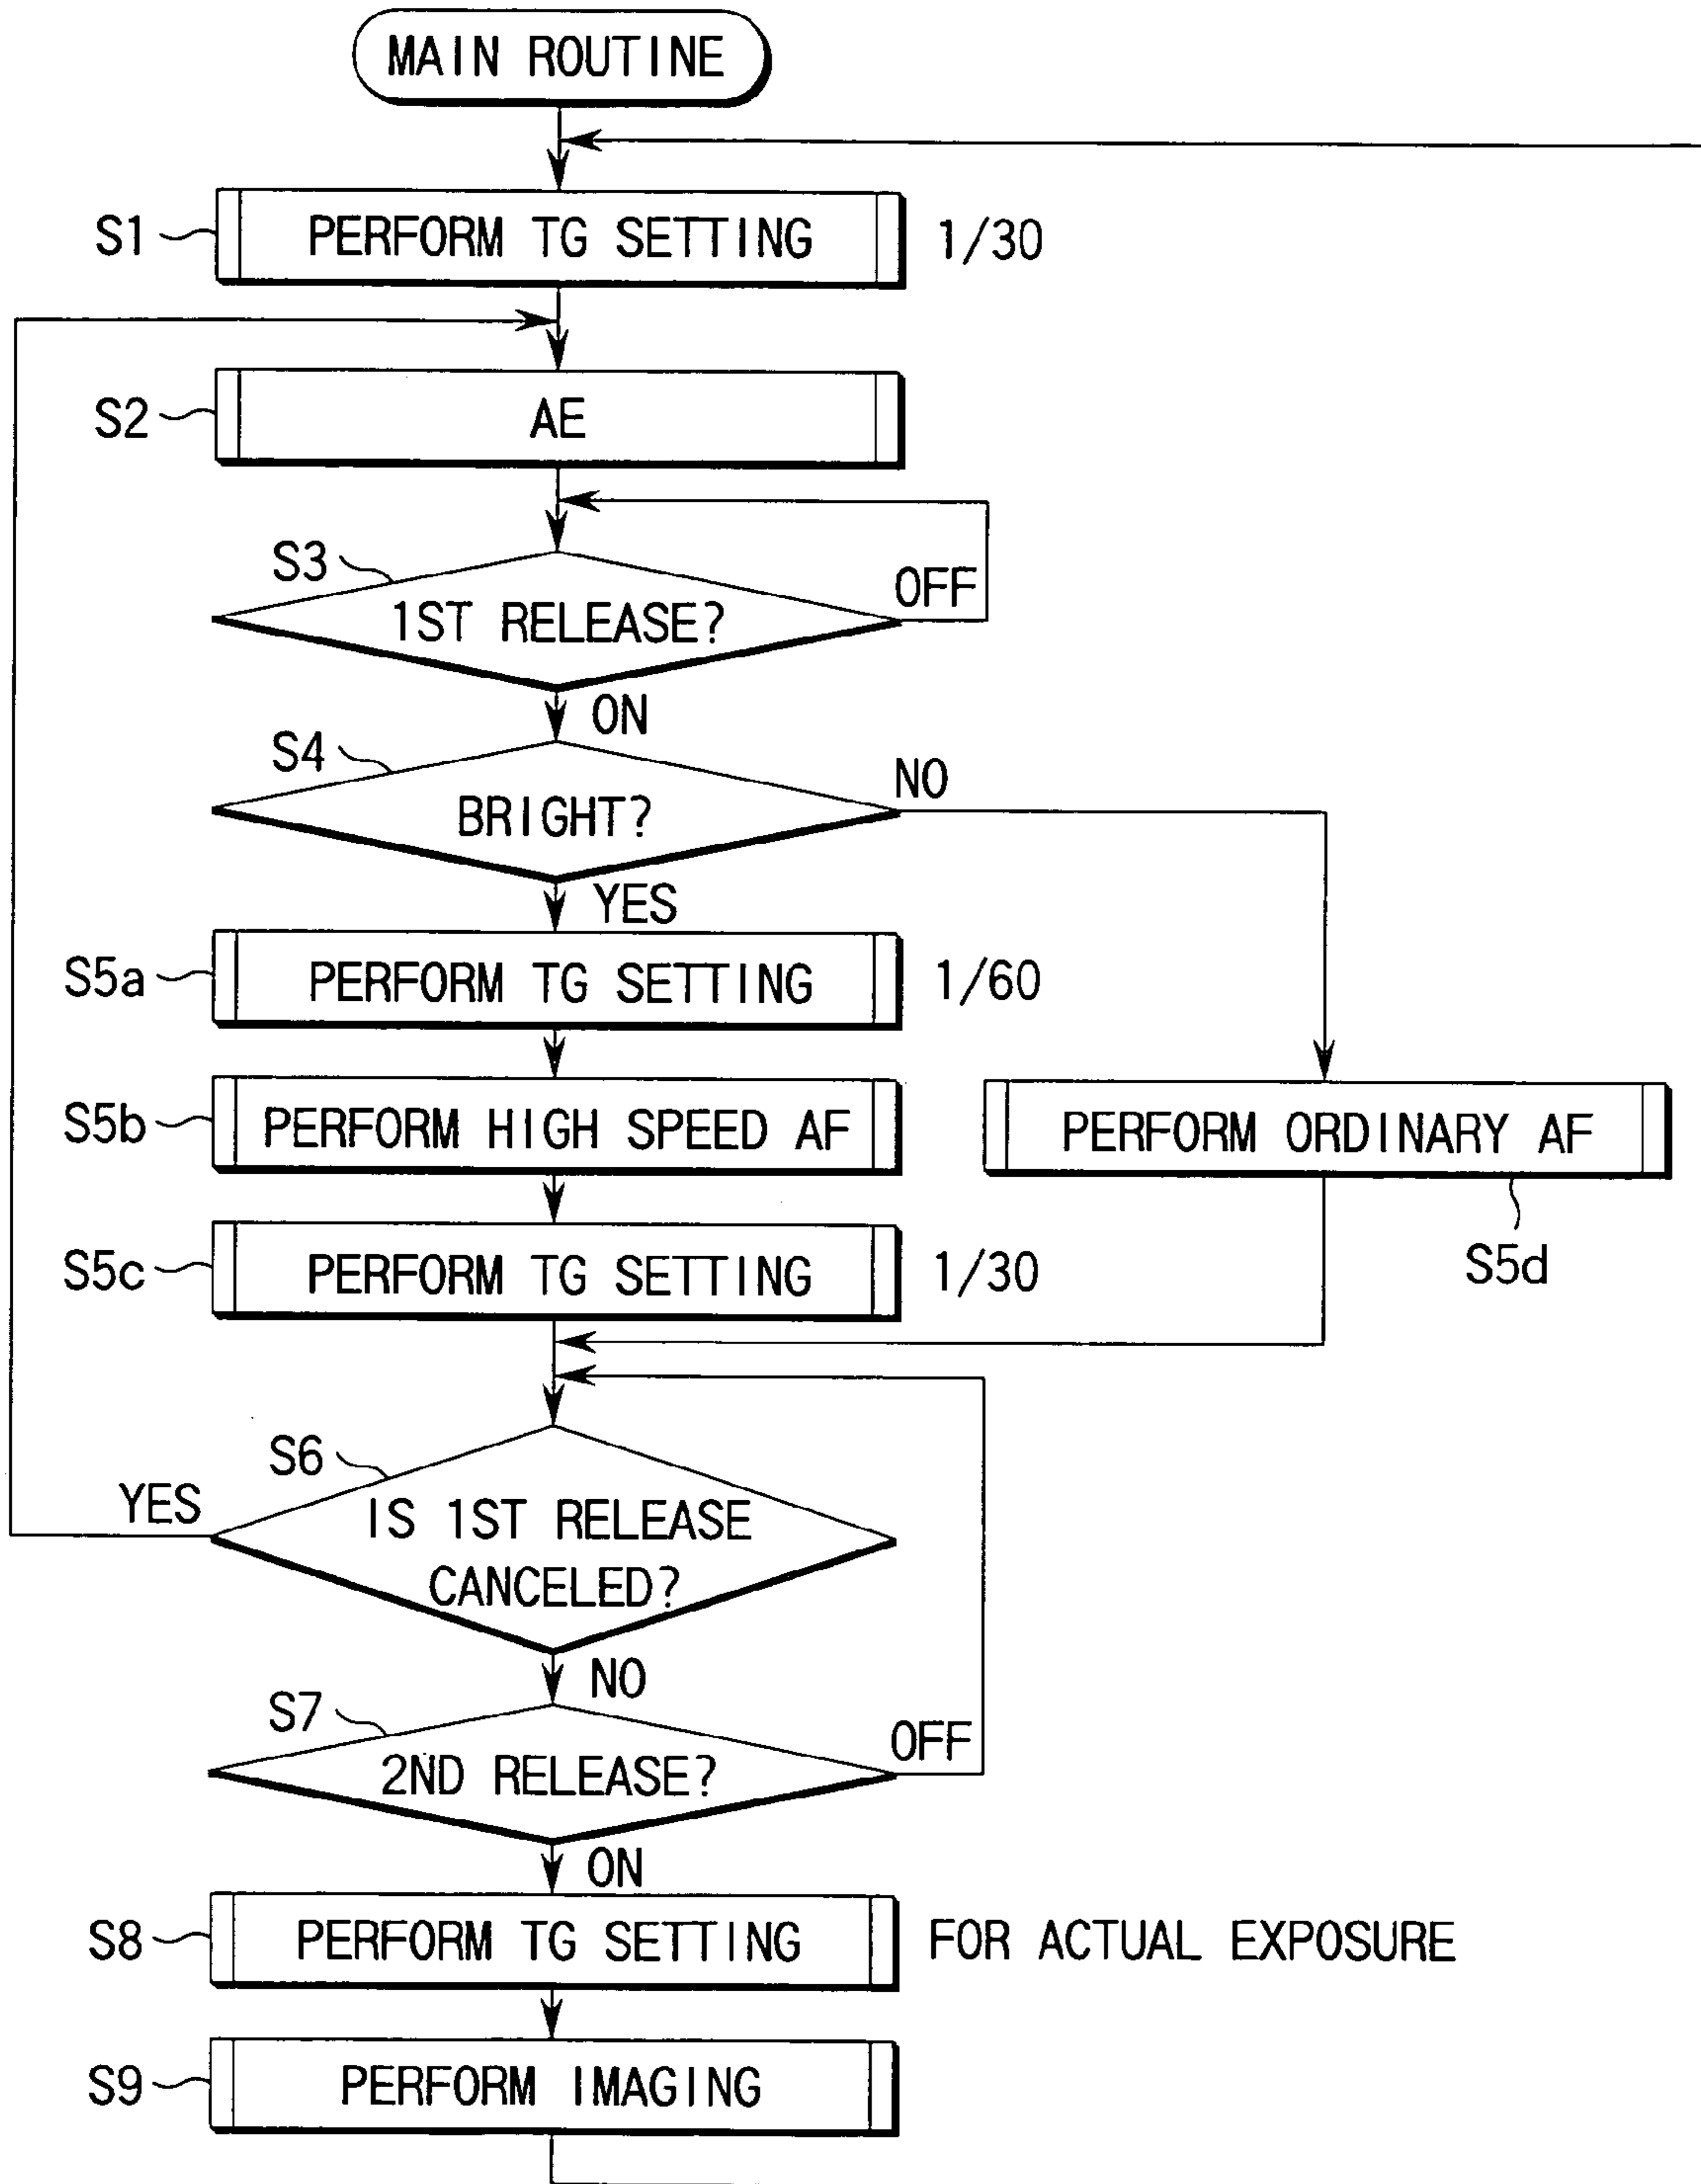 MAIN ROUTINE
S1
PERFORM TG SETTING
1/30
S2
AE
S3
1ST RELEASE?
OFF
ON
S4
BRIGHT?
NO
YES
S5a
PERFORM TG SETTING
1/60
S5b
PERFORM HIGH SPEED AF
PERFORM ORDINARY AF
S5c
PERFORM TG SETTING
1/30
S5d
S6
YES
IS 1ST RELEASE
CANCELED?
NO
S7
2ND RELEASE?
OFF
ON
S8
PERFORM TG SETTING
FOR ACTUAL EXPOSURE
S9
PERFORM IMAGING